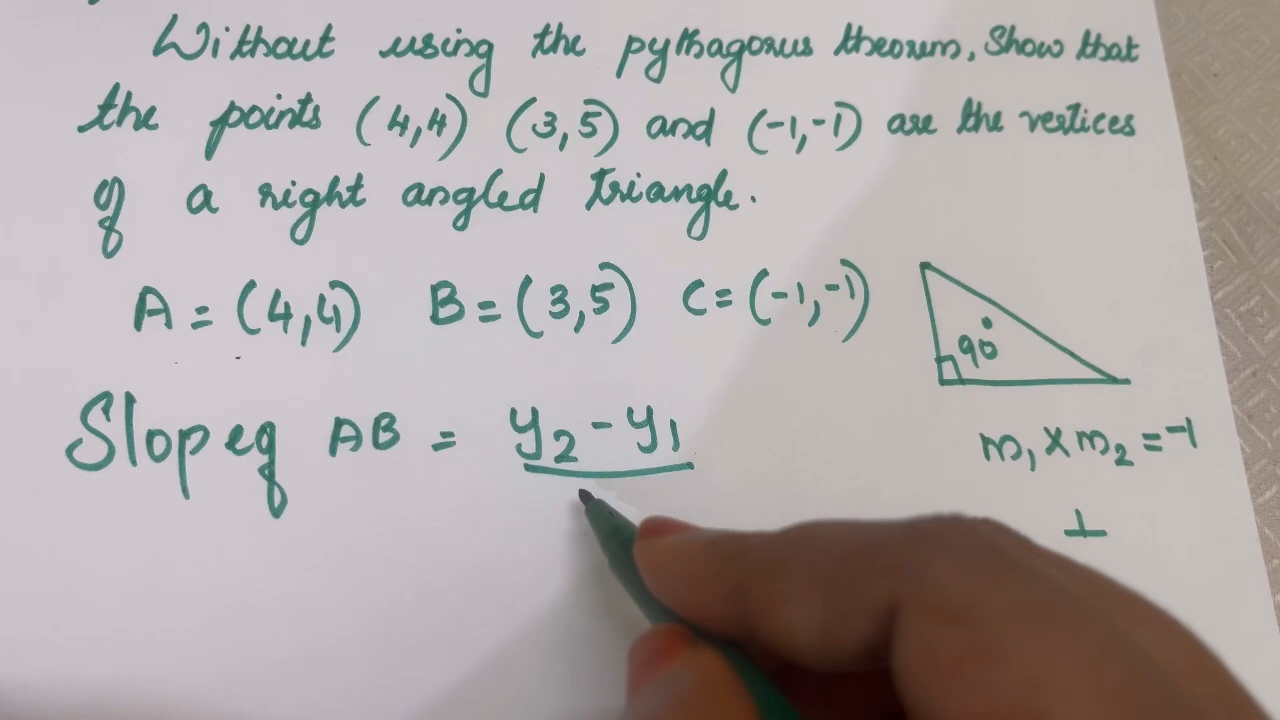 Without using the pythagorus theorem, Show that
the points (4,4) (3,5) and (-1,-1) are the vertices
of a right angled triangle.
A = (4,4) B = (3,5) C = (-1,-1)
90°
Slope of AB = y₂ - y₁
m₁ × m₂ = -1
⊥